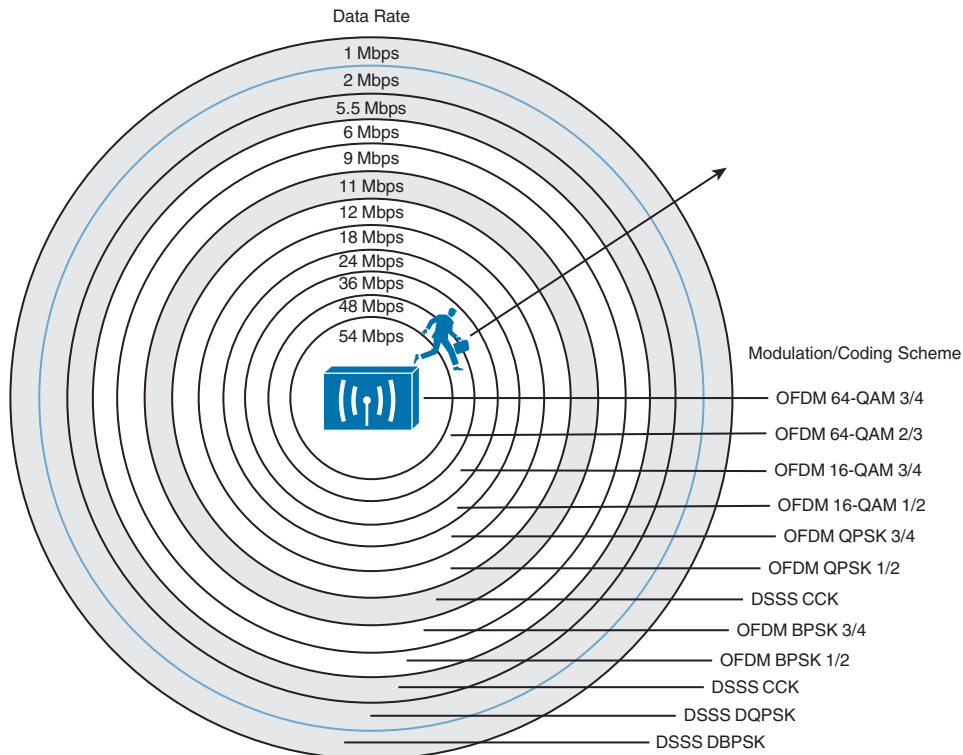 Data Rate
1 Mbps
2 Mbps
5.5 Mbps
6 Mbps
9 Mbps
11 Mbps
12 Mbps
18 Mbps
24 Mbps
36 Mbps
48 Mbps
54 Mbps
Modulation/Coding Scheme
OFDM 64-QAM 3/4
OFDM 64-QAM 2/3
OFDM 16-QAM 3/4
OFDM 16-QAM 1/2
OFDM QPSK 3/4
OFDM QPSK 1/2
DSSS CCK
OFDM BPSK 3/4
OFDM BPSK 1/2
DSSS CCK
DSSS DQPSK
DSSS DBPSK